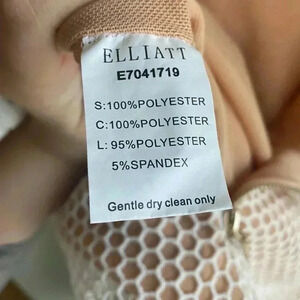 ELLIATT
E7041719
S:100%POLYESTER
C:100%POLYESTER
L: 95%POLYESTER
5%SPANDEX
Gentle dry clean only